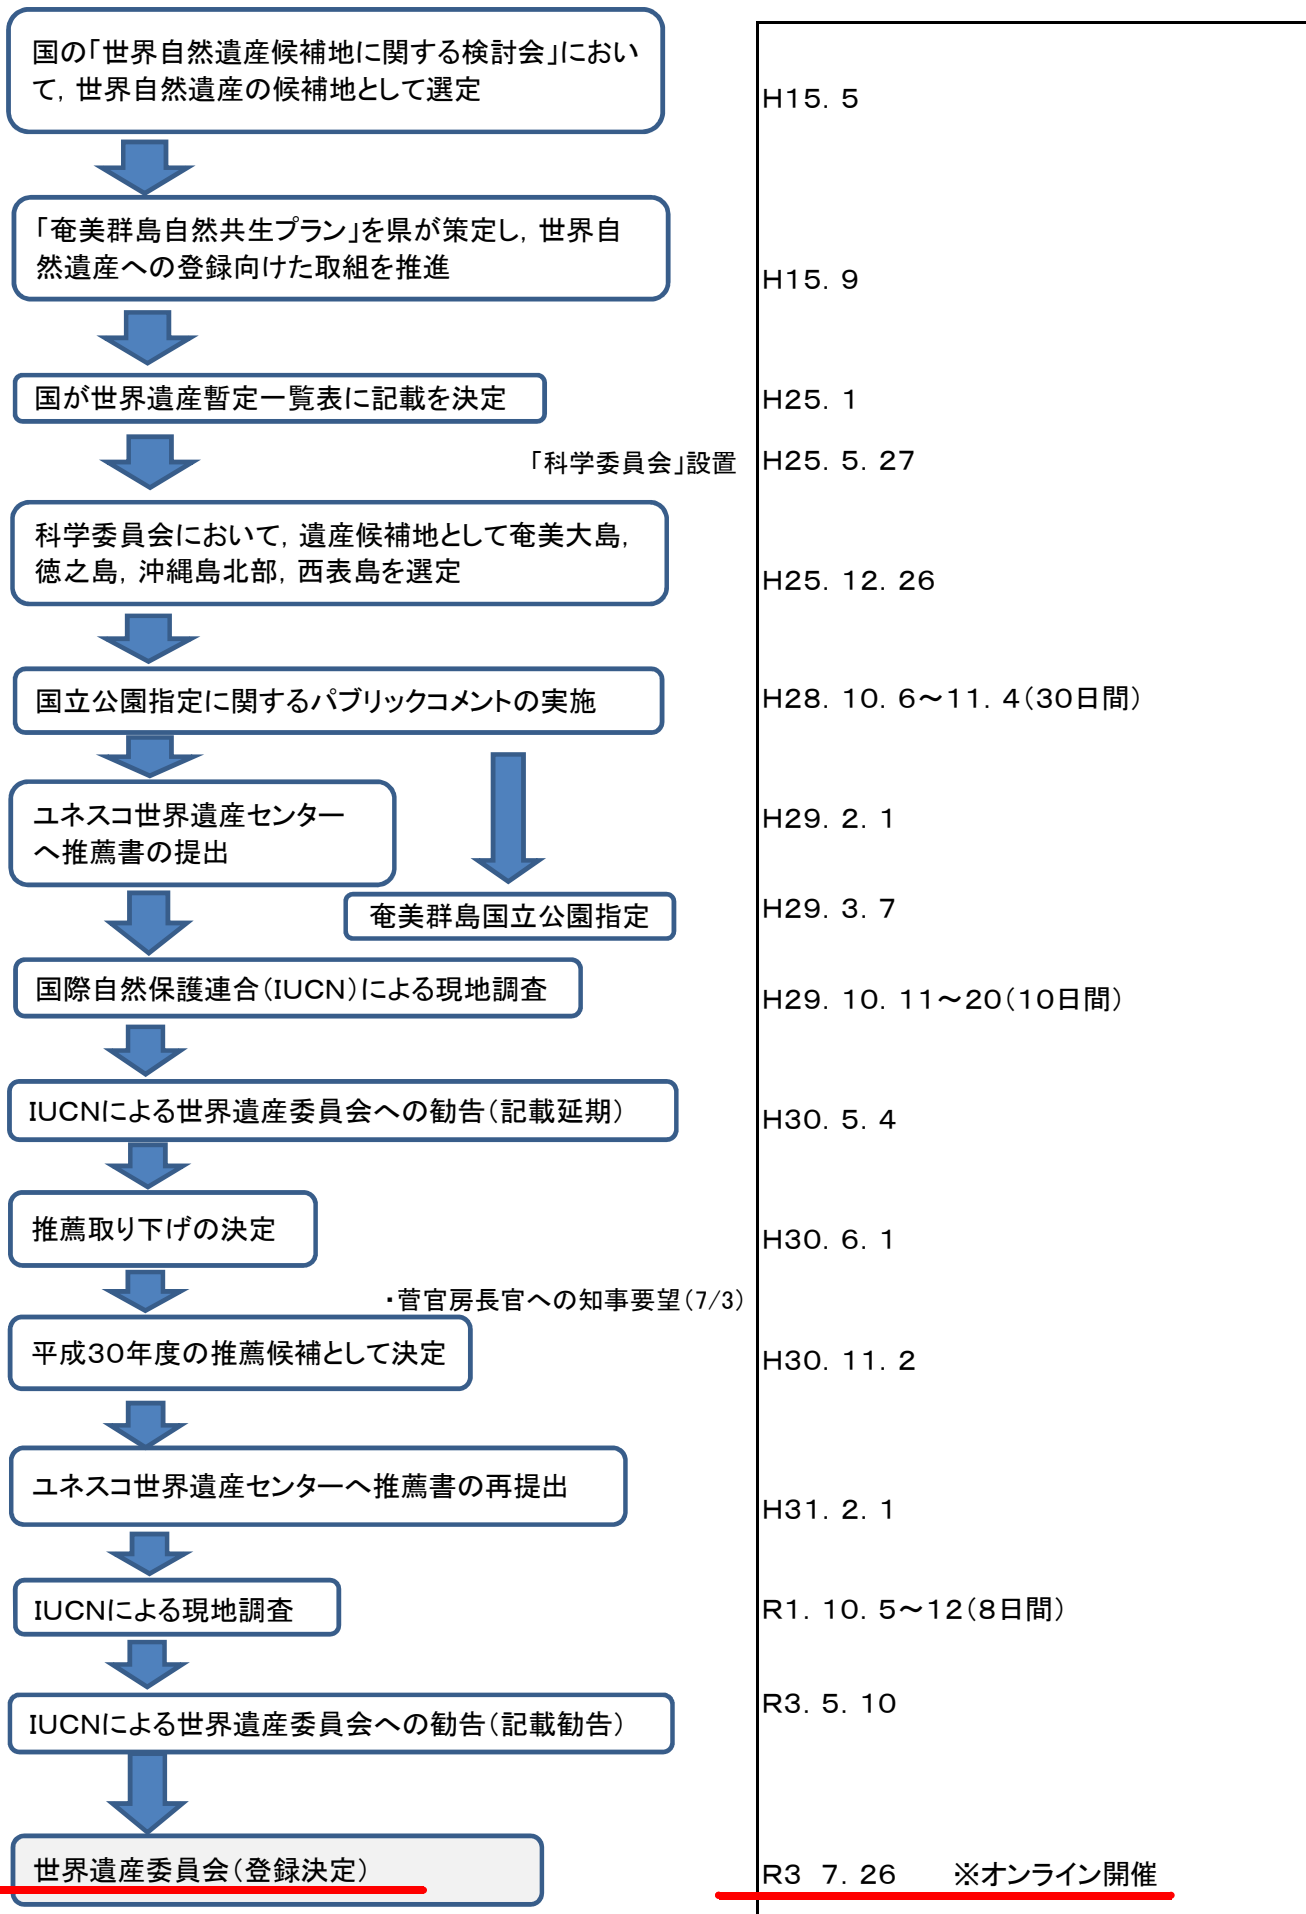 国の「世界自然遺産候補地に関する検討会」におい
て，世界自然遺産の候補地として選定
H15．5
「奄美群島自然共生プラン」を県が策定し，世界自
然遺産への登録向けた取組を推進
H15．9
国が世界遺産暫定一覧表に記載を決定
H25．1
「科学委員会」設置
H25．5．27
科学委員会において，遺産候補地として奄美大島，
徳之島，沖縄島北部，西表島を選定
H25．12．26
国立公園指定に関するパブリックコメントの実施
H28．10．6～11．4（30日間）
ユネスコ世界遺産センター
へ推薦書の提出
H29．2．1
奄美群島国立公園指定
H29．3．7
国際自然保護連合（IUCN）による現地調査
H29．10．11～20（10日間）
IUCNによる世界遺産委員会への勧告（記載延期）
H30．5．4
推薦取り下げの決定
H30．6．1
・菅官房長官への知事要望（7/3）
平成30年度の推薦候補として決定
H30．11．2
ユネスコ世界遺産センターへ推薦書の再提出
H31．2．1
IUCNによる現地調査
R1．10．5～12（8日間）
IUCNによる世界遺産委員会への勧告（記載勧告）
R3．5．10
世界遺産委員会（登録決定）
R3　7．26　　※オンライン開催